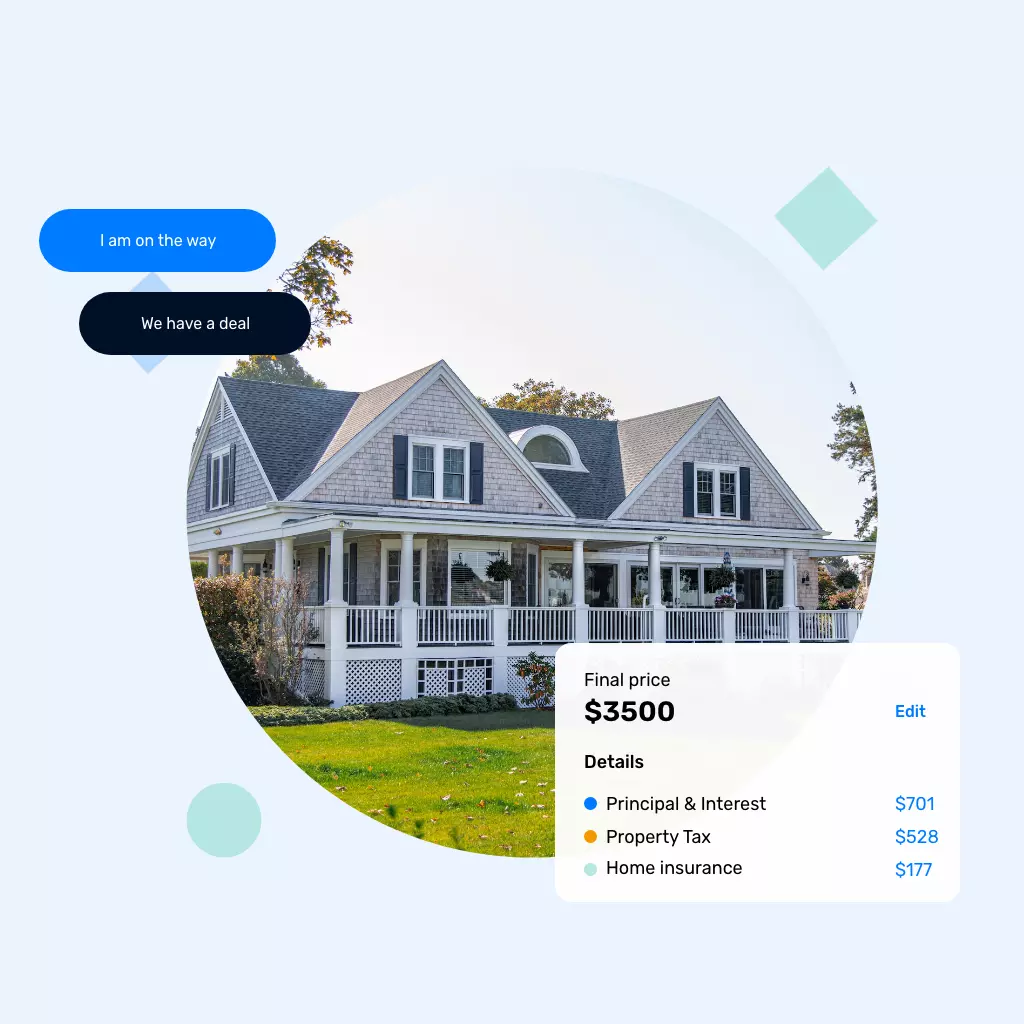 I am on the way
We have a deal
Final price
$3500
Edit
Details
Principal & Interest $701
Property Tax $528
Home insurance $177